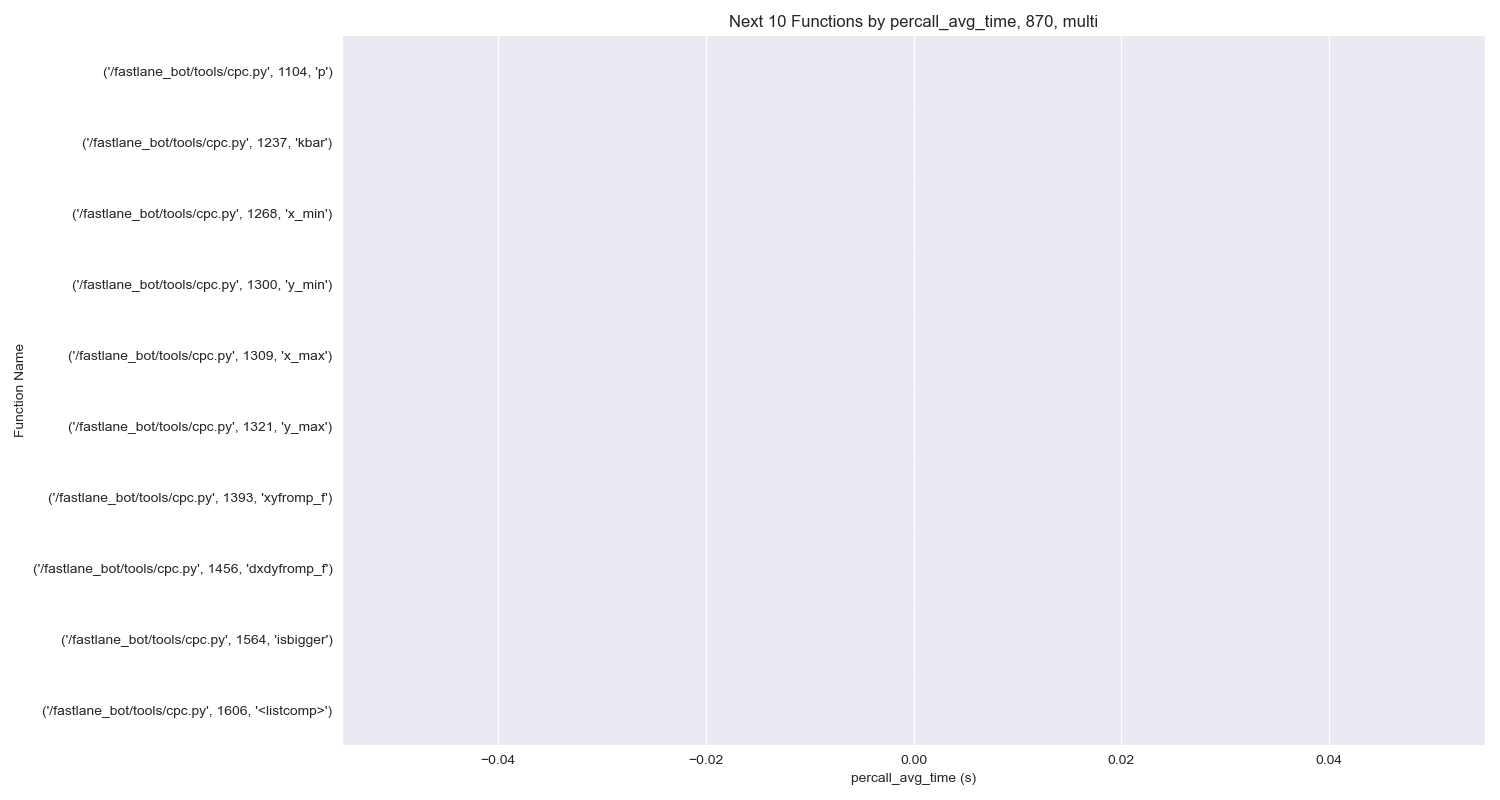 Next 10 Functions by percall_avg_time, 870, multi
('/fastlane_bot/tools/cpc.py', 1104, 'p')
('/fastlane_bot/tools/cpc.py', 1237, 'kbar')
('/fastlane_bot/tools/cpc.py', 1268, 'x_min')
('/fastlane_bot/tools/cpc.py', 1300, 'y_min')
('/fastlane_bot/tools/cpc.py', 1309, 'x_max')
('/fastlane_bot/tools/cpc.py', 1321, 'y_max')
('/fastlane_bot/tools/cpc.py', 1393, 'xyfromp_f')
('/fastlane_bot/tools/cpc.py', 1456, 'dxdyfromp_f')
('/fastlane_bot/tools/cpc.py', 1564, 'isbigger')
('/fastlane_bot/tools/cpc.py', 1606, '<listcomp>')
Function Name
−0.04 −0.02 0.00 0.02 0.04
percall_avg_time (s)